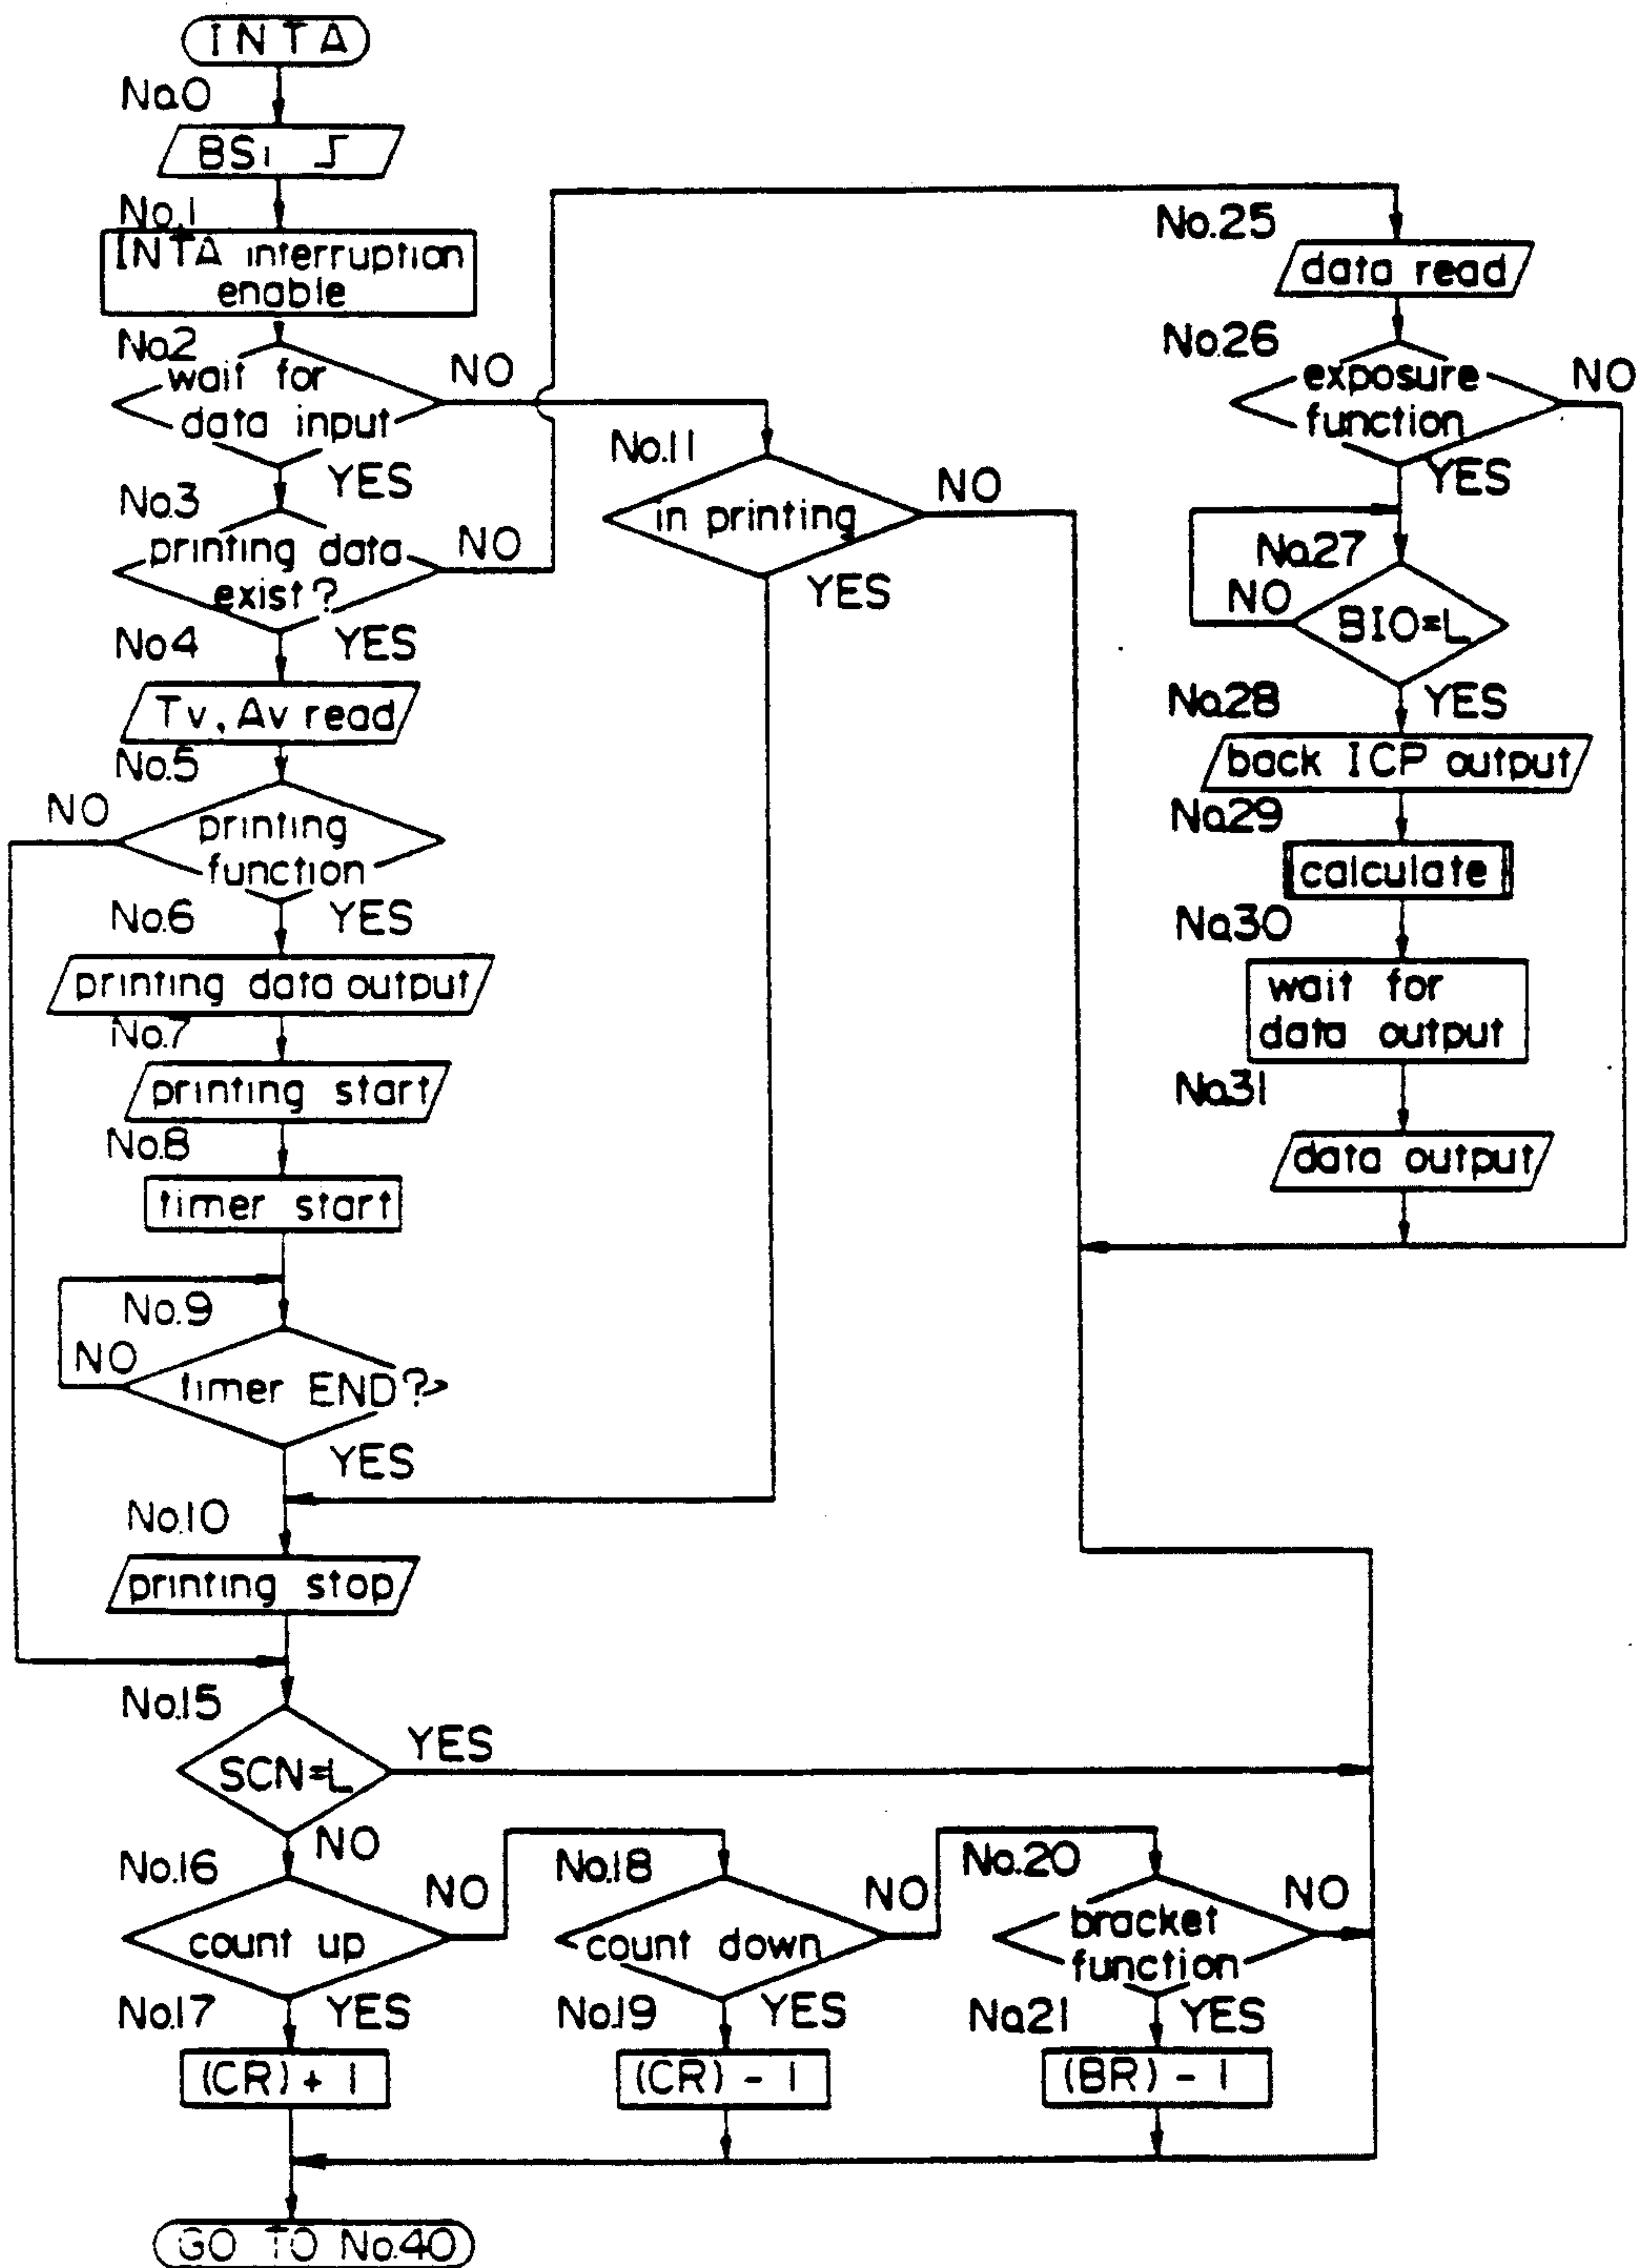 INTA
No.0
BSi
No.1
INTA interruption
enable
No.2
wait for
data input
NO
YES
No.3
printing data
exist?
NO
YES
No.4
Tv, Av read
No.5
NO
printing
function
YES
No.6
printing data output
No.7
printing start
No.8
timer start
No.9
NO
timer END?
YES
No.10
printing stop
No.11
in printing
NO
YES
No.15
SCN=L
YES
NO
No.16
count up
NO
YES
No.17
(CR) + 1
No.18
count down
NO
YES
No.19
(CR) - 1
No.20
bracket
function
NO
YES
No.21
(BR) - 1
No.25
data read
No.26
exposure
function
NO
YES
No.27
NO
BIO=L
YES
No.28
back ICP output
No.29
calculate
No.30
wait for
data output
No.31
data output
GO TO No.40